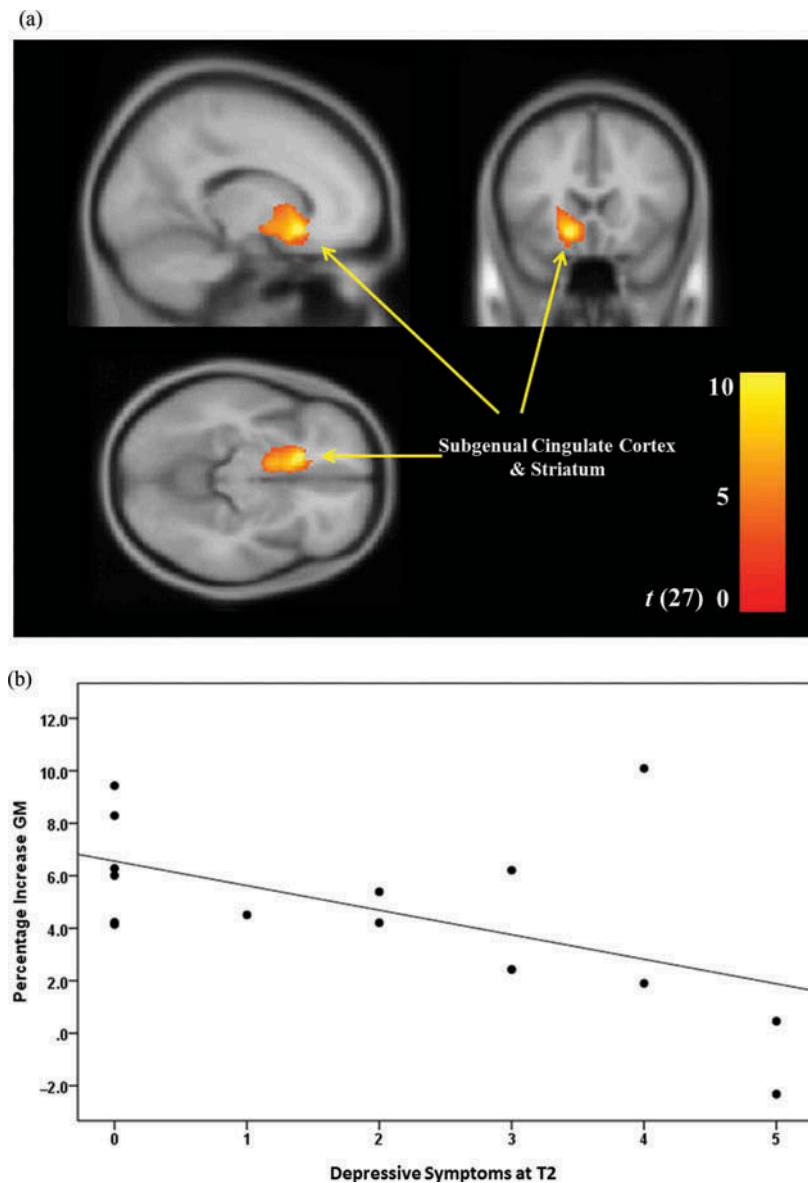 (a)
Subgenual Cingulate Cortex
& Striatum
10
5
t (27) 0
(b)
Percentage Increase GM
12.0
10.0
8.0
6.0
4.0
2.0
.0
–2.0
0 1 2 3 4 5
Depressive Symptoms at T2